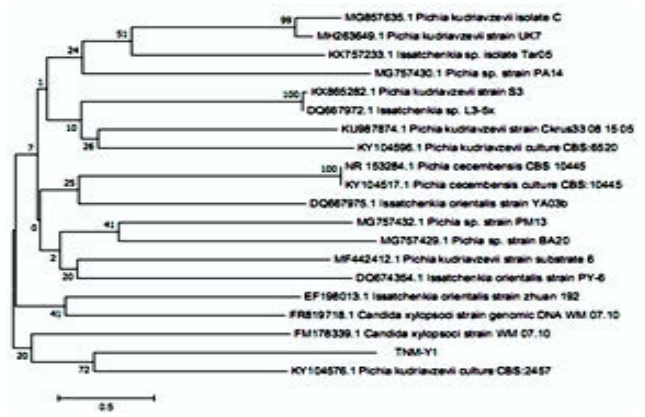 99
MG857635.1 Pichia kudriavzevii isolate C
51
MH263649.1 Pichia kudriavzevii strain UK7
24
KX757233.1 Issatchenkia sp. isolate Tar05
1
MG757430.1 Pichia sp. strain PA14
100
KX865282.1 Pichia kudriavzevii strain S3
DQ667972.1 Issatchenkia sp. L3-5x
10
KU987874.1 Pichia kudriavzevii strain Ckrus33 08 15 05
26
KY104596.1 Pichia kudriavzevii culture CBS:6520
7
NR 153284.1 Pichia cecembensis CBS 10445
100
KY104517.1 Pichia cecembensis culture CBS:10445
25
DQ667975.1 Issatchenkia orientalis strain YA03b
0
MG757432.1 Pichia sp. strain PM13
41
MG757429.1 Pichia sp. strain BA20
2
MF442412.1 Pichia kudriavzevii strain substrate 6
20
DQ674354.1 Issatchenkia orientalis strain PY-6
EF198013.1 Issatchenkia orientalis strain zhuan 192
41
FR819718.1 Candida xylopsoci strain genomic DNA WM 07.10
FM178339.1 Candida xylopsoci strain WM 07.10
20
TNM-Y1
72
KY104576.1 Pichia kudriavzevii culture CBS:2457
0.5